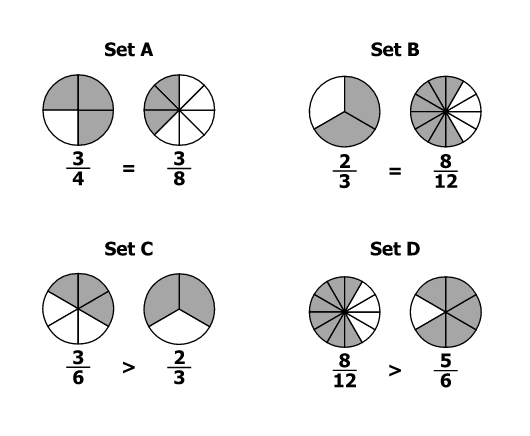 Set A
3/4 = 3/8
Set B
2/3 = 8/12
Set C
3/6 > 2/3
Set D
8/12 > 5/6